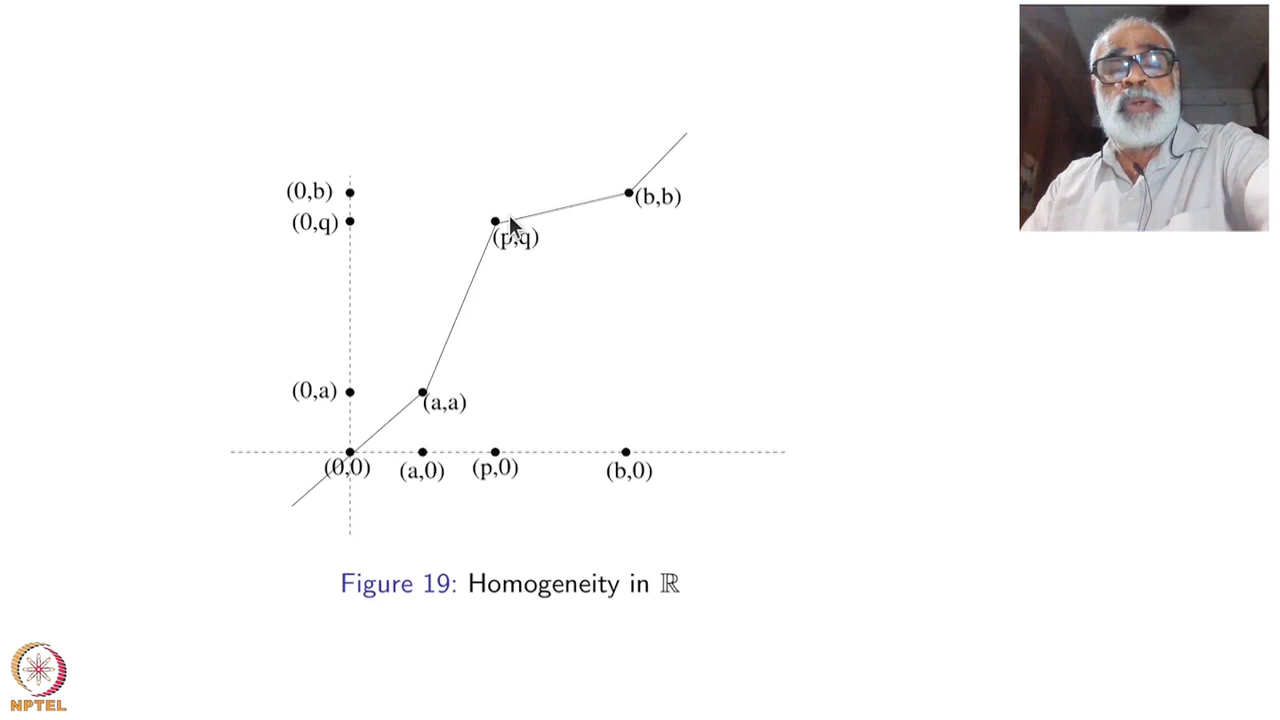 (0,b)
(b,b)
(0,q)
(p,q)
(0,a)
(a,a)
(0,0)
(a,0)
(p,0)
(b,0)
Figure 19: Homogeneity in ℝ
NPTEL